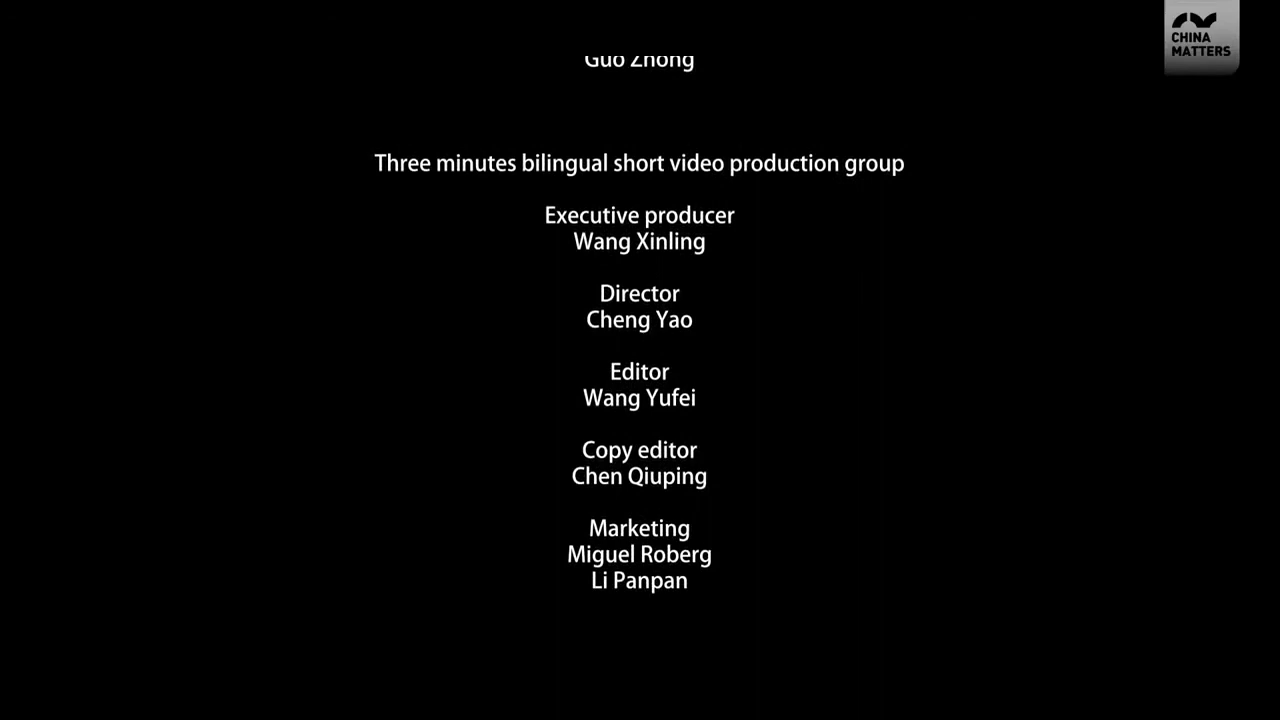 CHINA
MATTERS
Guo Zhong
Three minutes bilingual short video production group
Executive producer
Wang Xinling
Director
Cheng Yao
Editor
Wang Yufei
Copy editor
Chen Qiuping
Marketing
Miguel Roberg
Li Panpan